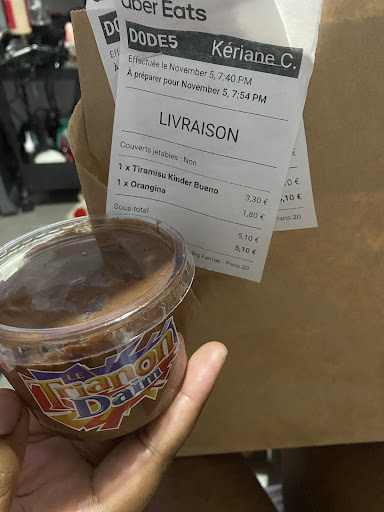 uber Eats
D0DE5 Kériane C.
Effectuée le November 5, 7:40 PM
À préparer pour November 5, 7:54 PM
LIVRAISON
Couverts jetables : Non
1 x Tiramisu Kinder Bueno 3,30 €
1 x Orangina 1,80 €
Sous-total 5,10 €
5,10 €
Paris 20
LE
Trianon
Daim